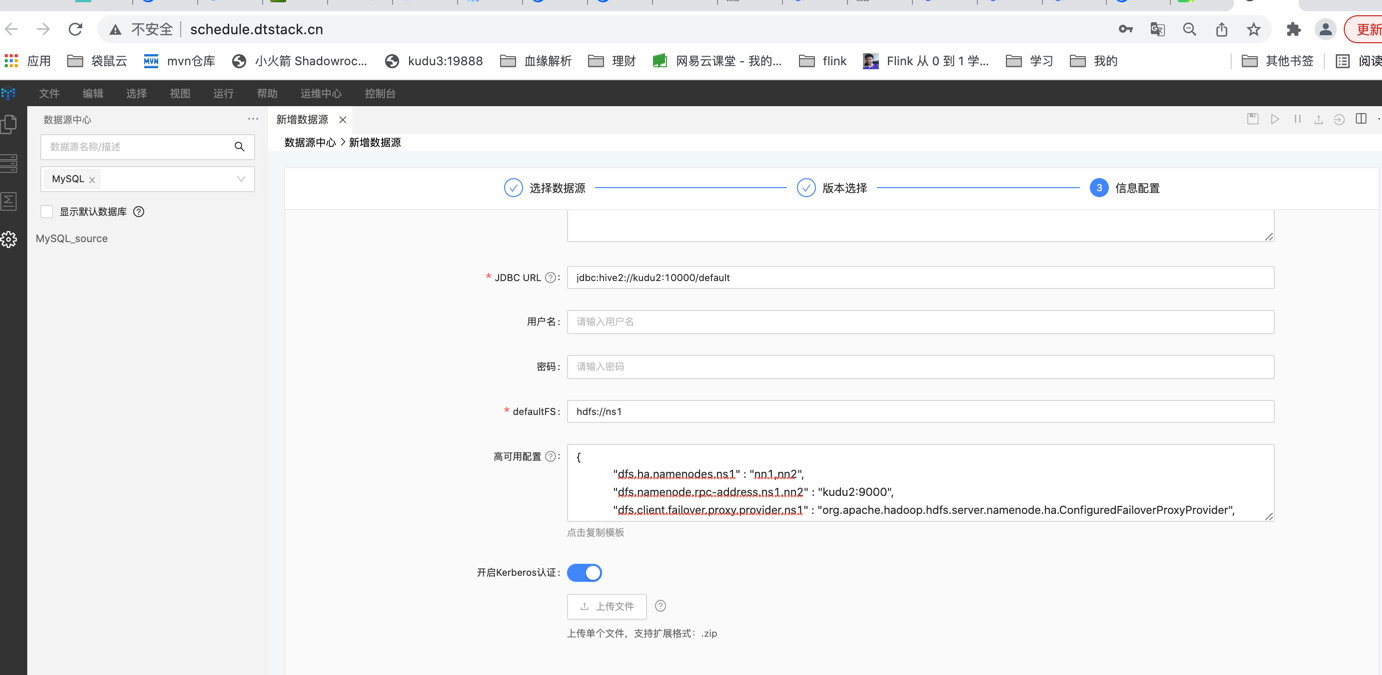 不安全 schedule.dtstack.cn
更新
应用 袋鼠云 mvn仓库 小火箭 Shadowroc... kudu3:19888 血缘解析 理财 网易云课堂 - 我的... flink Flink 从 0 到 1 学... 学习 我的 其他书签 阅读
文件 编辑 选择 视图 运行 帮助 运维中心 控制台
数据源中心 ...
新增数据源 ×
数据源名称/描述
数据源中心 > 新增数据源
MySQL ×
选择数据源
版本选择
3 信息配置
显示默认数据库
MySQL_source
* JDBC URL : jdbc:hive2://kudu2:10000/default
用户名: 请输入用户名
密码: 请输入密码
* defaultFS: hdfs://ns1
高可用配置 : {
"dfs.ha.namenodes.ns1" : "nn1,nn2",
"dfs.namenode.rpc-address.ns1.nn2" : "kudu2:9000",
"dfs.client.failover.proxy.provider.ns1" : "org.apache.hadoop.hdfs.server.namenode.ha.ConfiguredFailoverProxyProvider",
点击复制模板
开启Kerberos认证:
上传文件
上传单个文件，支持扩展格式：.zip